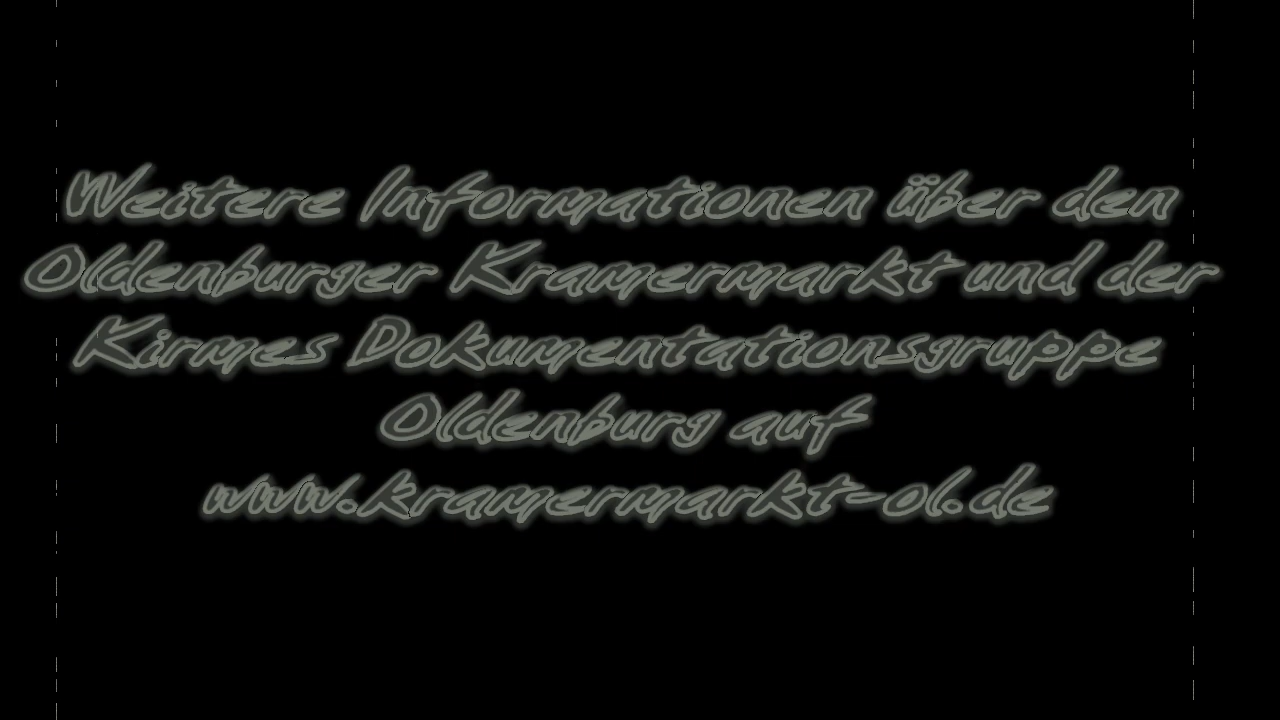 Weitere Informationen über den
Oldenburger Kramermarkt und der
Kirmes Dokumentationsgruppe
Oldenburg auf
www.kramermarkt-ol.de